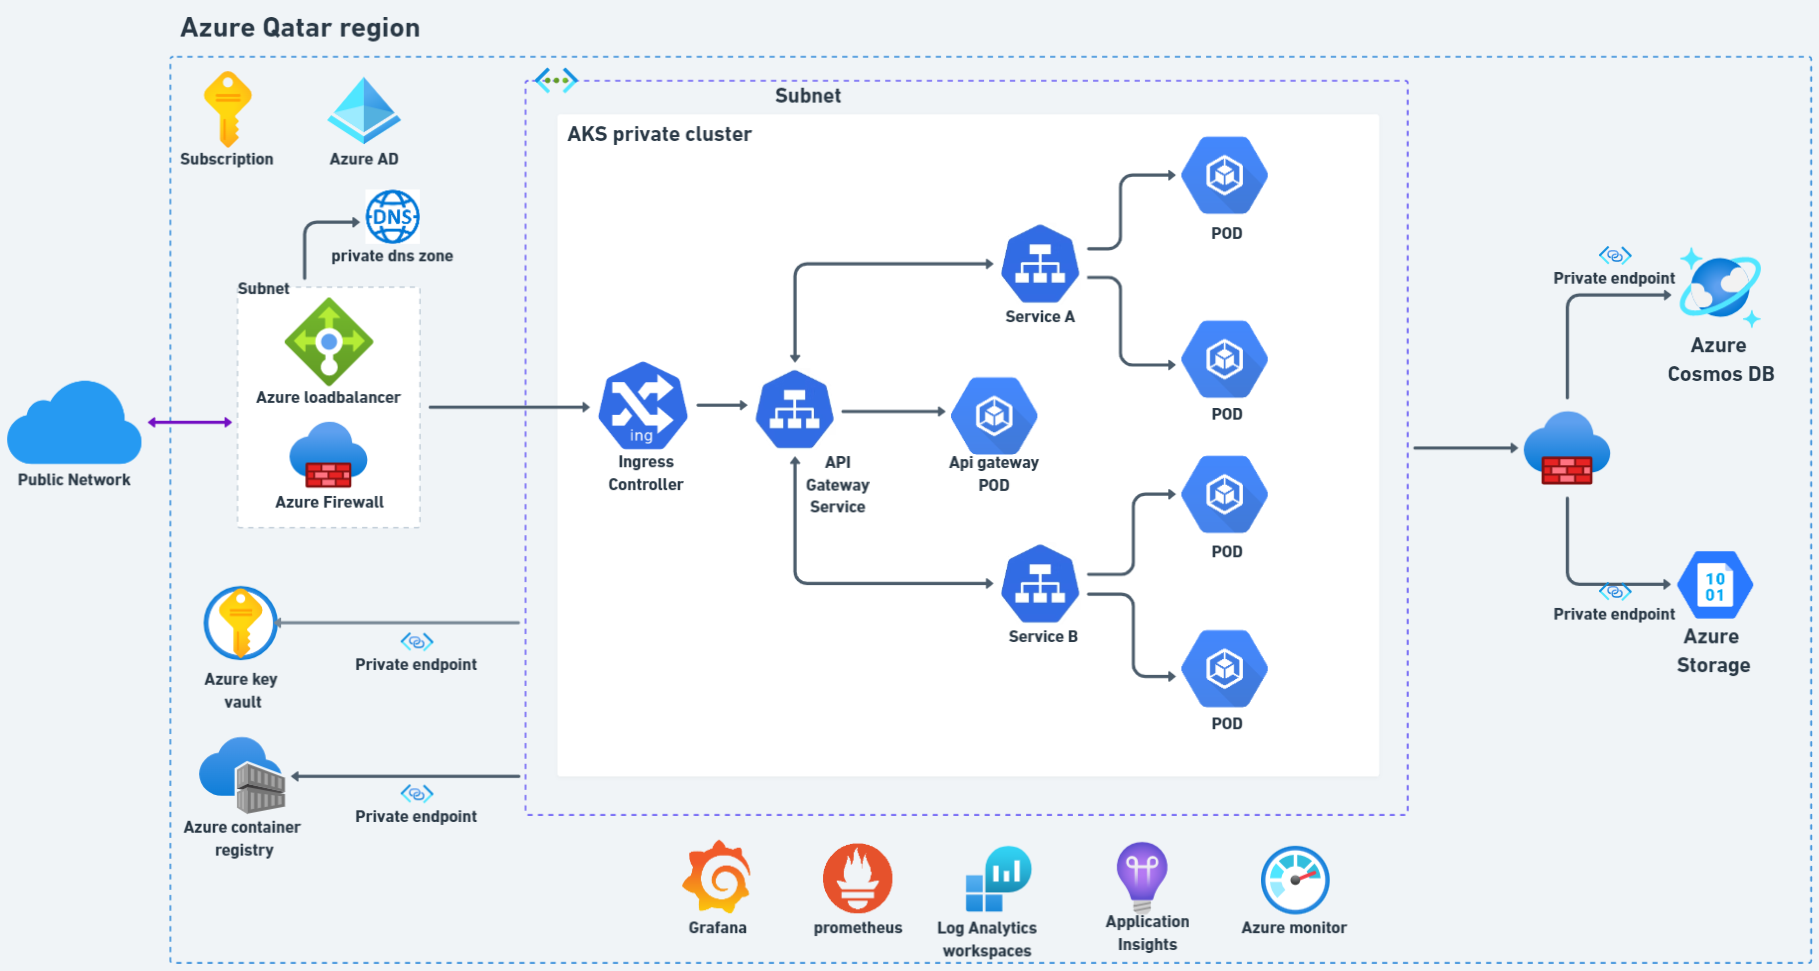 Azure Qatar region
Subscription
Azure AD
DNS
private dns zone
Subnet
Azure loadbalancer
Azure Firewall
Public Network
Azure key
vault
Private endpoint
Azure container
registry
Private endpoint
Subnet
AKS private cluster
ing
Ingress
Controller
API
Gateway
Service
Api gateway
POD
Service A
Service B
POD
POD
POD
POD
Private endpoint
Azure
Cosmos DB
Private endpoint
10
01
Azure
Storage
Grafana
prometheus
Log Analytics
workspaces
Application
Insights
Azure monitor